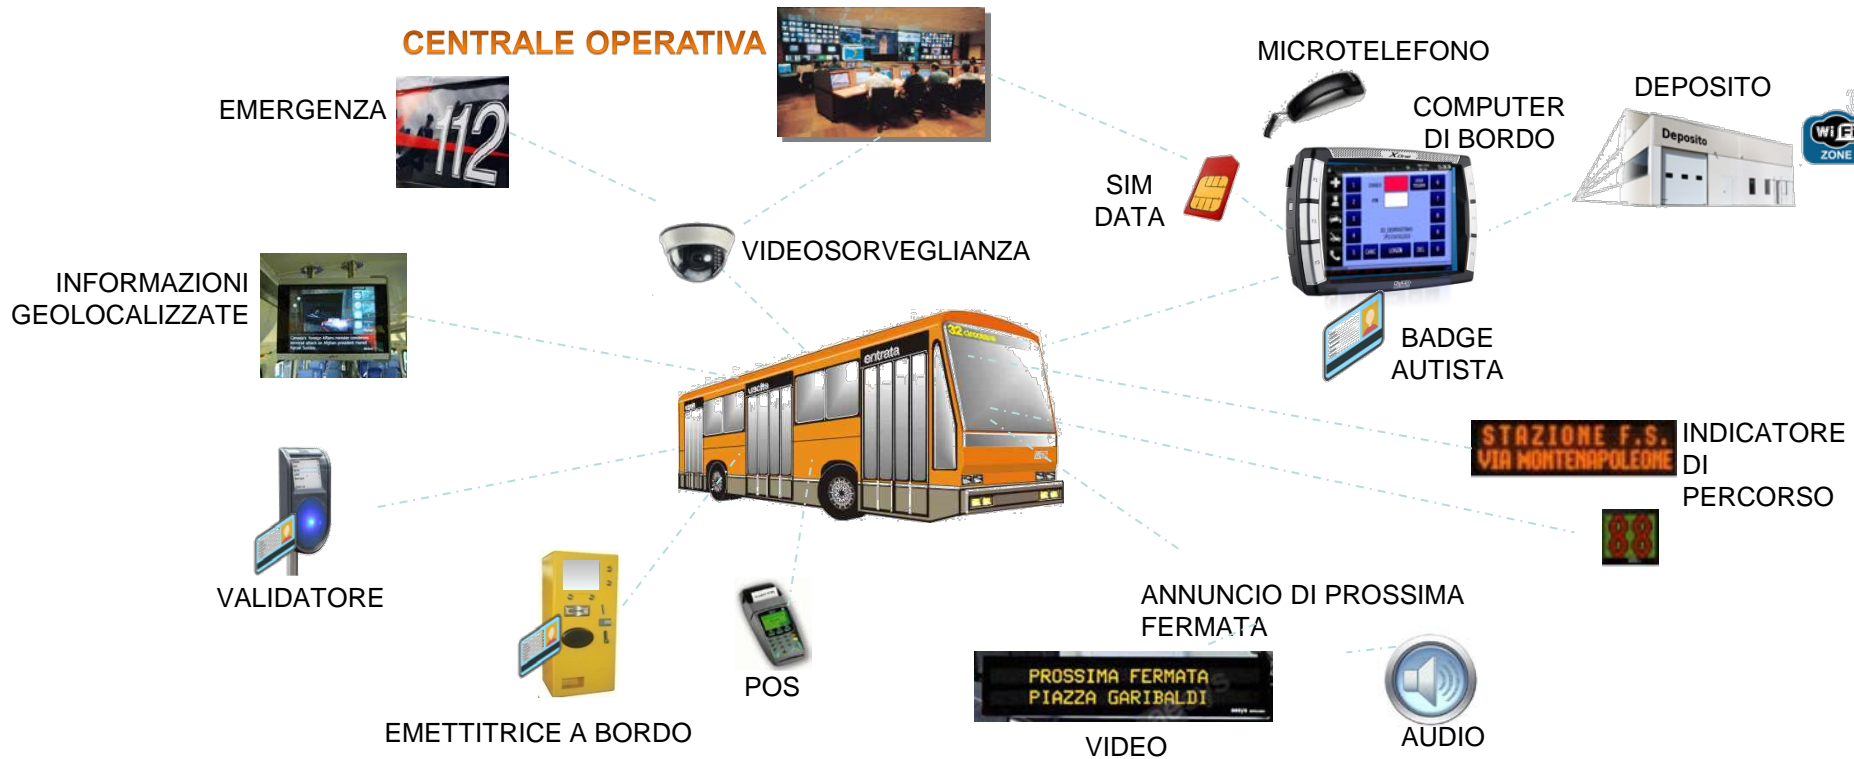 CENTRALE OPERATIVA
MICROTELEFONO
DEPOSITO
EMERGENZA
112
COMPUTER
DI BORDO
Deposito
Wi Fi
ZONE
SIM
DATA
VIDEOSORVEGLIANZA
INFORMAZIONI
GEOLOCALIZZATE
BADGE
AUTISTA
32
entrata
uscita
STAZIONE F.S.
VIA MONTENAPOLEONE
INDICATORE
DI
PERCORSO
88
VALIDATORE
ANNUNCIO DI PROSSIMA
FERMATA
PROSSIMA FERMATA
PIAZZA GARIBALDI
POS
EMETTITRICE A BORDO
VIDEO
AUDIO